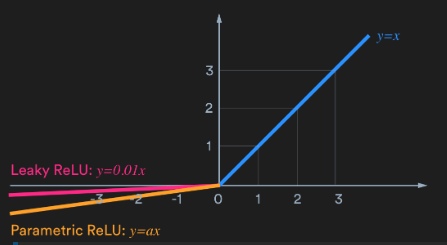 y=x
3
2
1
Leaky ReLU: y=0.01x
-3 -2 -1 0 1 2 3
Parametric ReLU: y=ax